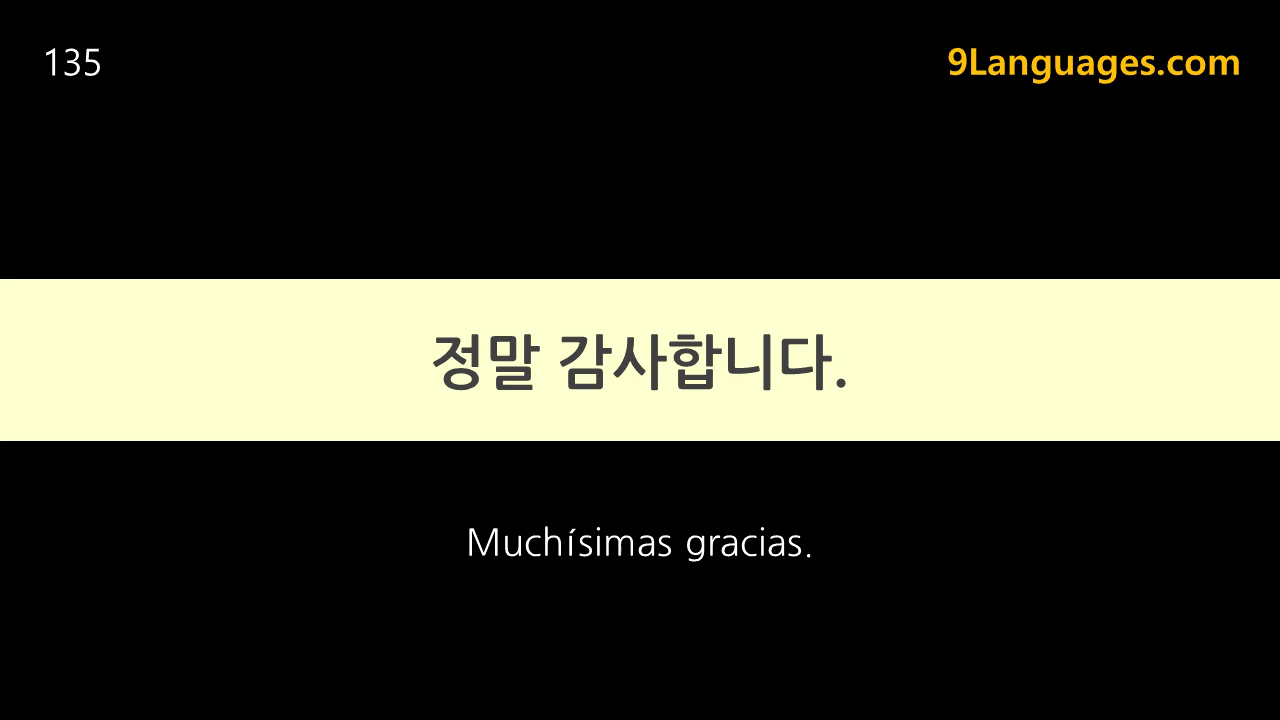 135
9Languages.com
정말 감사합니다.
Muchísimas gracias.